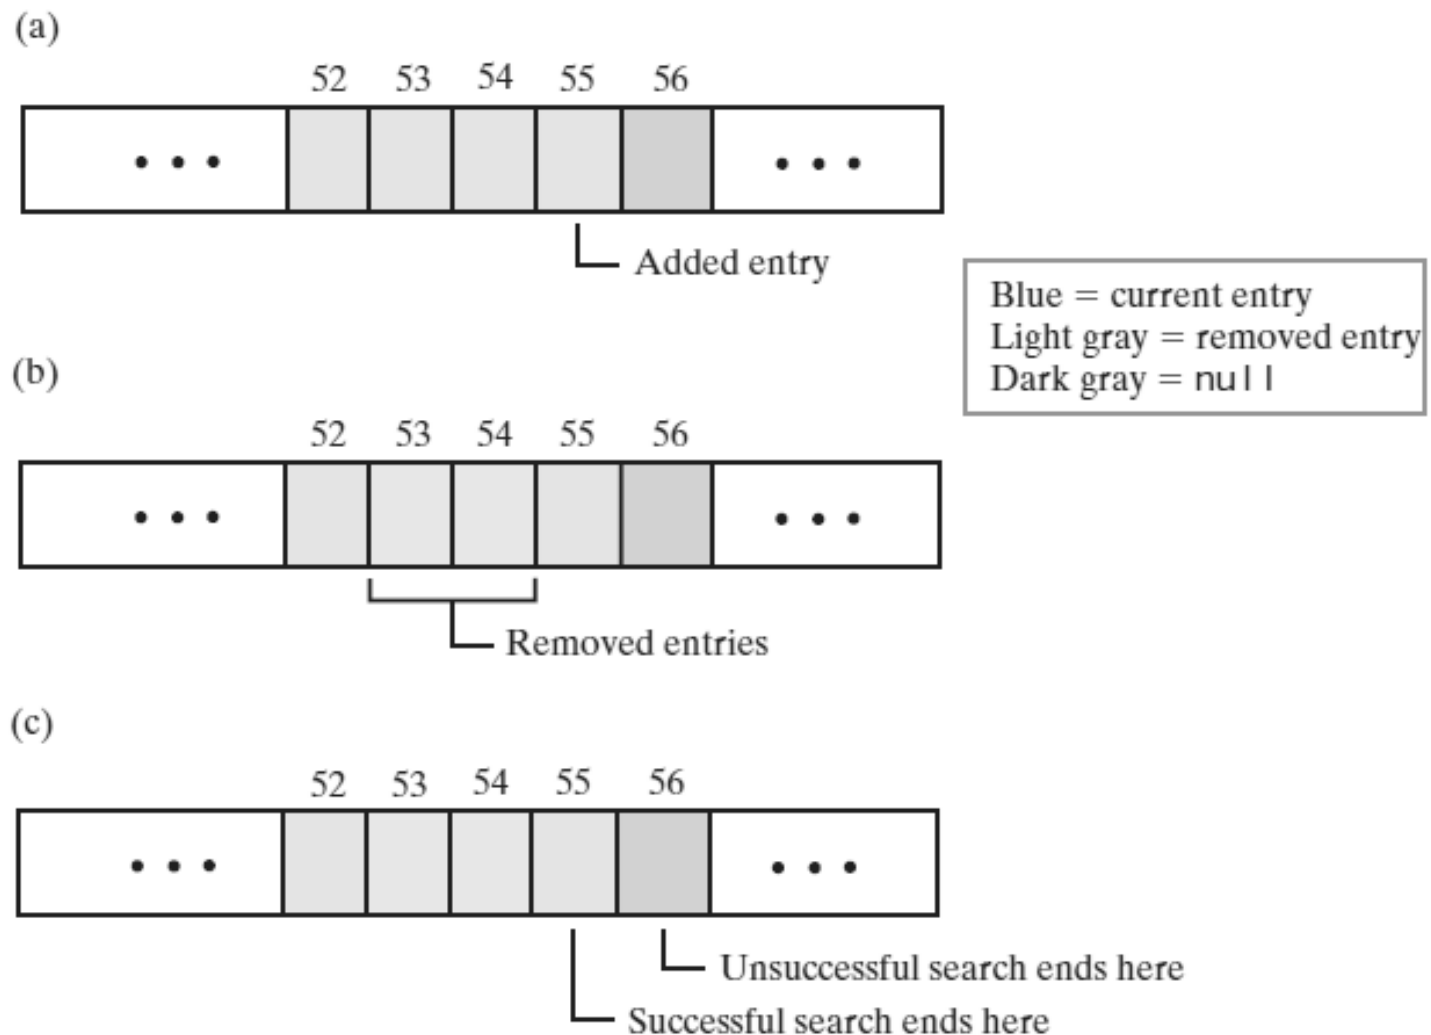 (a)
52 53 54 55 56
Added entry
Blue = current entry
Light gray = removed entry
Dark gray = null
(b)
52 53 54 55 56
Removed entries
(c)
52 53 54 55 56
Unsuccessful search ends here
Successful search ends here